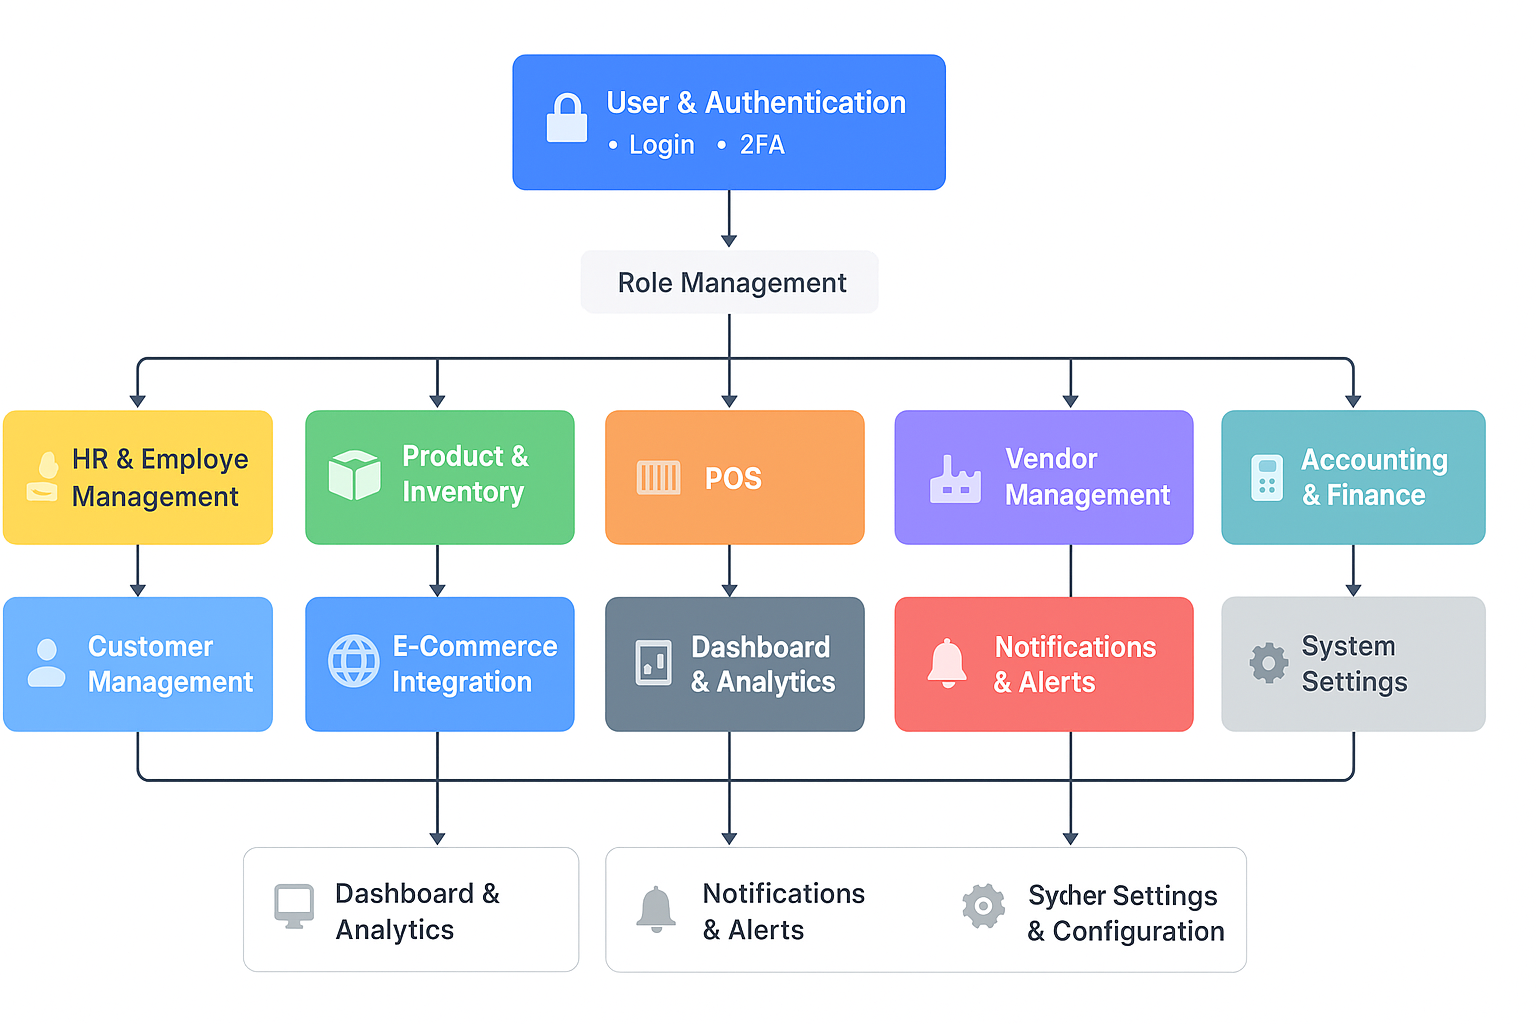 User & Authentication
• Login • 2FA
Role Management
HR & Employe
Management
Product &
Inventory
POS
Vendor
Management
Accounting
& Finance
Customer
Management
E-Commerce
Integration
Dashboard
& Analytics
Notifications
& Alerts
System
Settings
Dashboard &
Analytics
Notifications
& Alerts
Sycher Settings
& Configuration